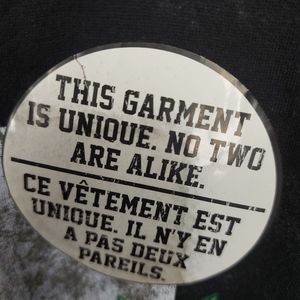 THIS GARMENT
IS UNIQUE. NO TWO
ARE ALIKE.
CE VÊTEMENT EST
UNIQUE. IL N'Y EN
A PAS DEUX
PAREILS.